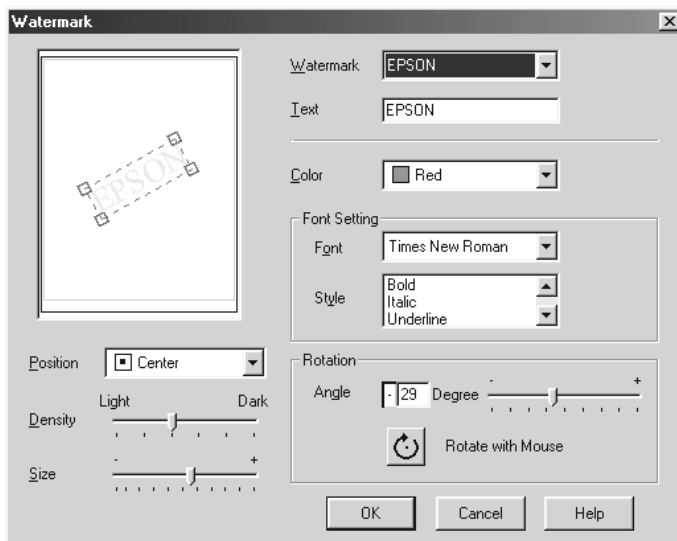 Watermark
EPSON
Watermark EPSON
Text EPSON
Color Red
Font Setting
Font Times New Roman
Style Bold
Italic
Underline
Position Center
Light Dark
Density
- +
Size
Rotation
Angle - 29 Degree - +
Rotate with Mouse
OK Cancel Help